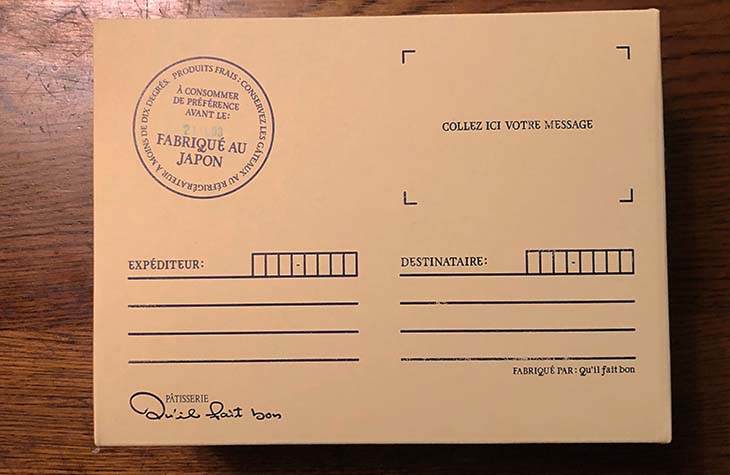 PRODUITS FRAIS : CONSERVEZ LES GÂTEAUX AU RÉFRIGÉRATEUR À MOINS DE DIX DEGRÉS.
À CONSOMMER
DE PRÉFÉRENCE
AVANT LE :
FABRIQUÉ AU
JAPON
COLLEZ ICI VOTRE MESSAGE
EXPÉDITEUR :
DESTINATAIRE :
FABRIQUÉ PAR : Qu'il fait bon
PÂTISSERIE
Qu'il fait bon